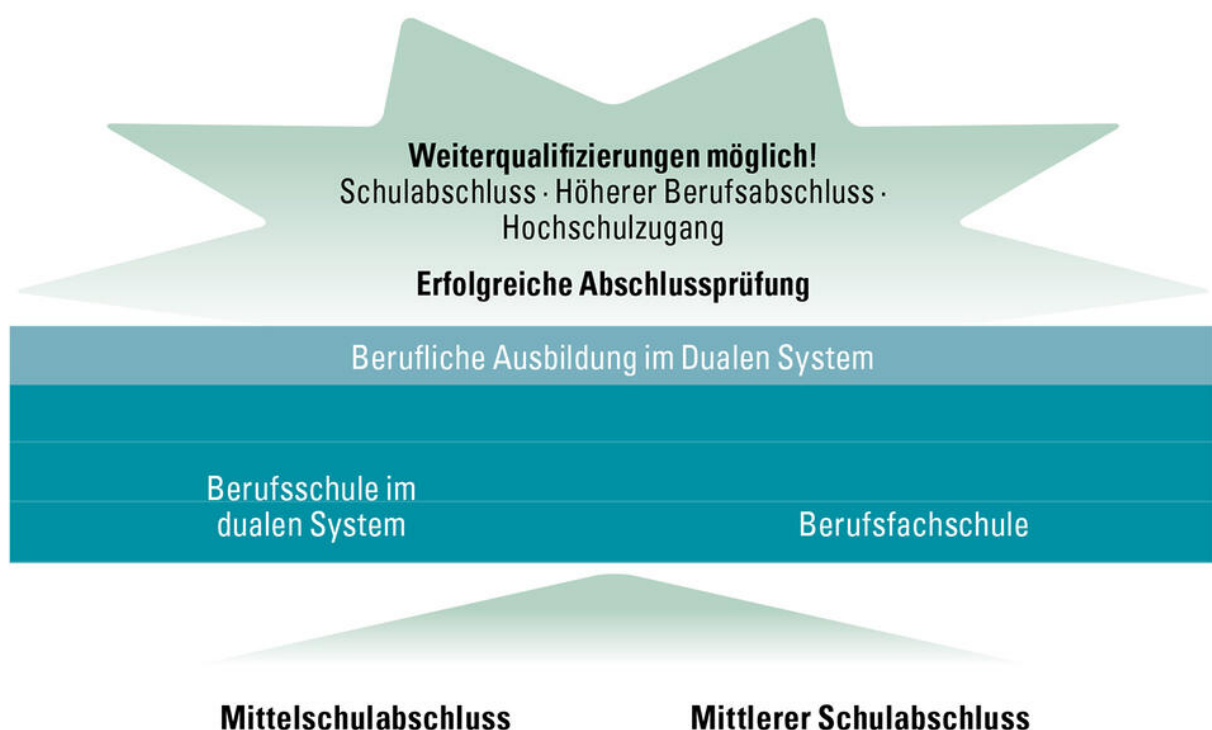 Weiterqualifizierungen möglich!
Schulabschluss · Höherer Berufsabschluss ·
Hochschulzugang
Erfolgreiche Abschlussprüfung
Berufliche Ausbildung im Dualen System
Berufsschule im
dualen System
Berufsfachschule
Mittelschulabschluss
Mittlerer Schulabschluss